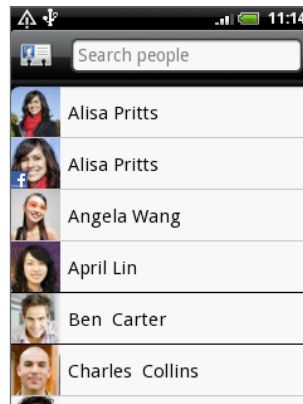 11:14
Search people
Alisa Pritts
f
Alisa Pritts
Angela Wang
April Lin
Ben Carter
Charles Collins